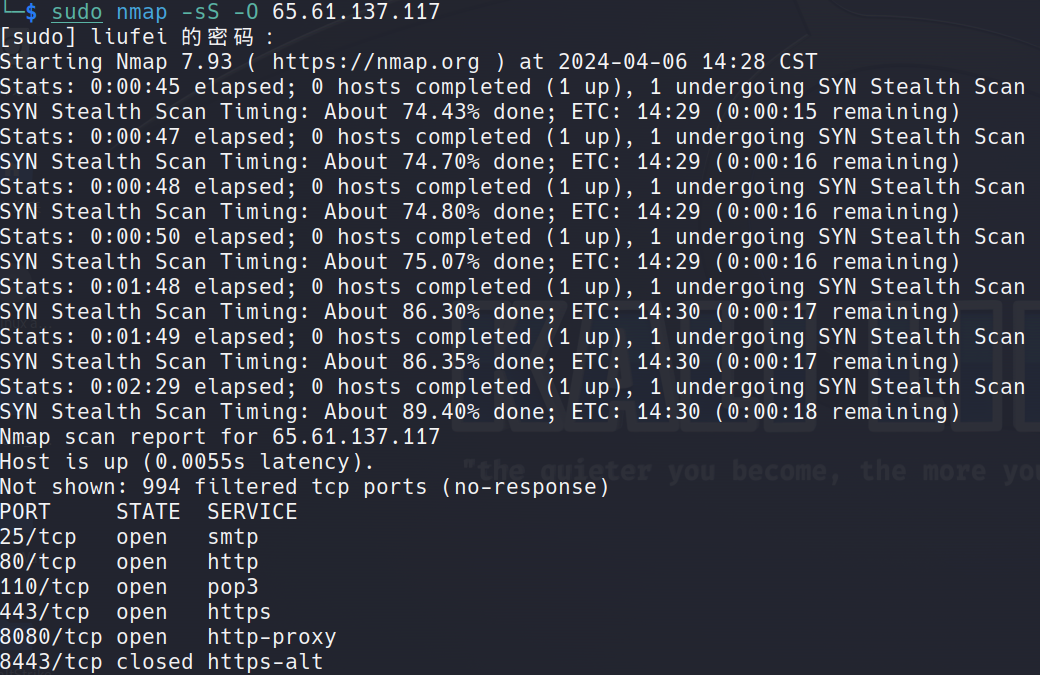 └─$ sudo nmap -sS -O 65.61.137.117
[sudo] liufei 的密码：
Starting Nmap 7.93 ( https://nmap.org ) at 2024-04-06 14:28 CST
Stats: 0:00:45 elapsed; 0 hosts completed (1 up), 1 undergoing SYN Stealth Scan
SYN Stealth Scan Timing: About 74.43% done; ETC: 14:29 (0:00:15 remaining)
Stats: 0:00:47 elapsed; 0 hosts completed (1 up), 1 undergoing SYN Stealth Scan
SYN Stealth Scan Timing: About 74.70% done; ETC: 14:29 (0:00:16 remaining)
Stats: 0:00:48 elapsed; 0 hosts completed (1 up), 1 undergoing SYN Stealth Scan
SYN Stealth Scan Timing: About 74.80% done; ETC: 14:29 (0:00:16 remaining)
Stats: 0:00:50 elapsed; 0 hosts completed (1 up), 1 undergoing SYN Stealth Scan
SYN Stealth Scan Timing: About 75.07% done; ETC: 14:29 (0:00:16 remaining)
Stats: 0:01:48 elapsed; 0 hosts completed (1 up), 1 undergoing SYN Stealth Scan
SYN Stealth Scan Timing: About 86.30% done; ETC: 14:30 (0:00:17 remaining)
Stats: 0:01:49 elapsed; 0 hosts completed (1 up), 1 undergoing SYN Stealth Scan
SYN Stealth Scan Timing: About 86.35% done; ETC: 14:30 (0:00:17 remaining)
Stats: 0:02:29 elapsed; 0 hosts completed (1 up), 1 undergoing SYN Stealth Scan
SYN Stealth Scan Timing: About 89.40% done; ETC: 14:30 (0:00:18 remaining)
Nmap scan report for 65.61.137.117
Host is up (0.0055s latency).
"the quieter you become, the more you
Not shown: 994 filtered tcp ports (no-response)
PORT     STATE  SERVICE
25/tcp   open   smtp
80/tcp   open   http
110/tcp  open   pop3
443/tcp  open   https
8080/tcp open   http-proxy
8443/tcp closed https-alt